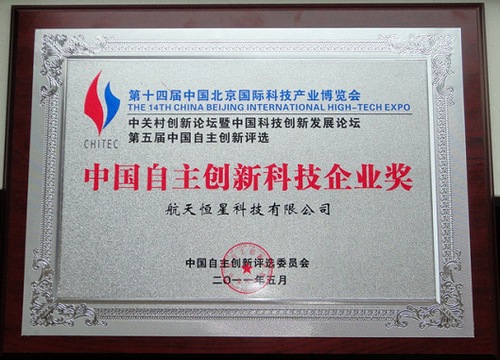 第十四届中国北京国际科技产业博览会
THE 14TH CHINA BEIJING INTERNATIONAL HIGH-TECH EXPO
中关村创新论坛暨中国科技创新发展论坛
第五届中国自主创新评选
CHITEC
中国自主创新科技企业奖
航天恒星科技有限公司
中国自主创新评选委员会
二〇一一年五月